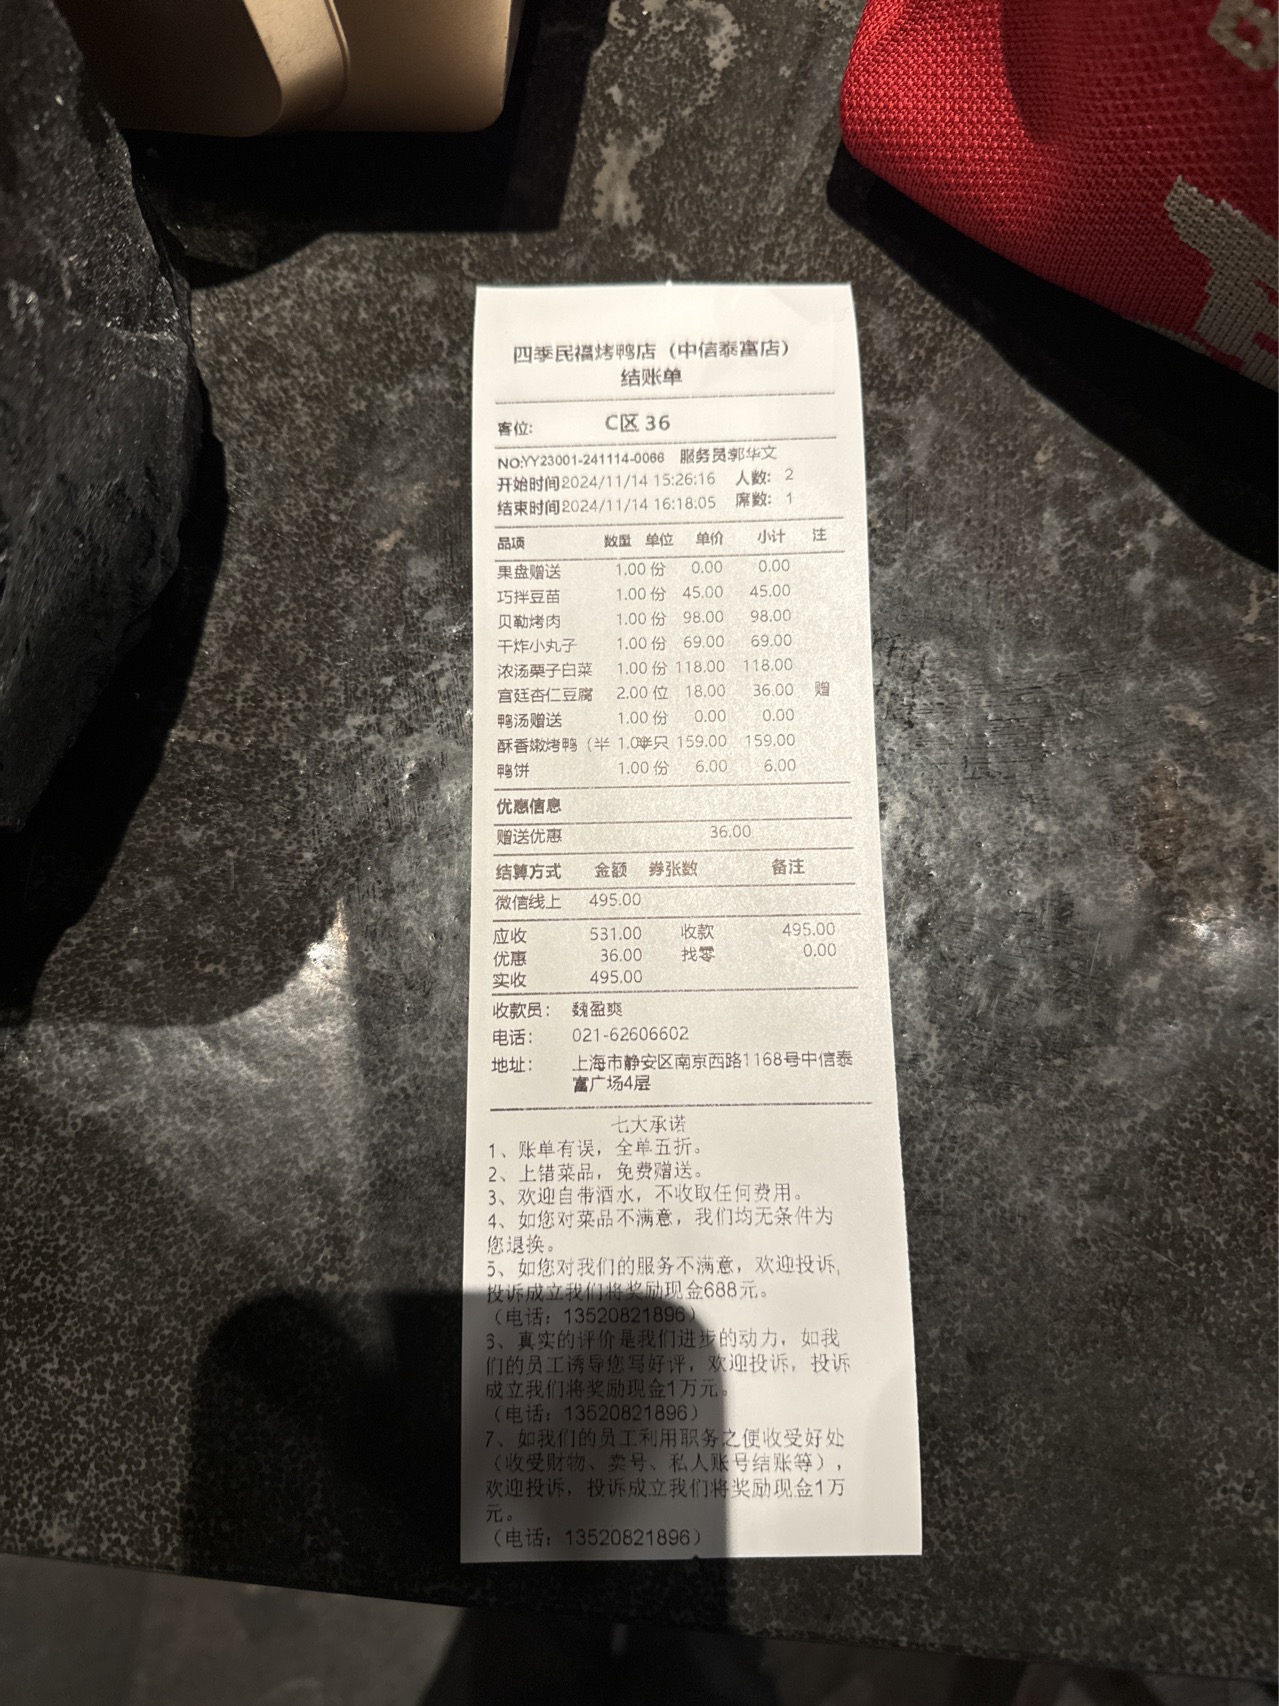 四季民福烤鸭店（中信泰富店）
结账单
客位: C区 36
NO:YY23001-241114-0066 服务员郭华文
开始时间2024/11/14 15:26:16 人数: 2
结束时间2024/11/14 16:18:05 席数: 1
品项 数量 单位 单价 小计 注
果盘赠送 1.00 份 0.00 0.00
巧拌豆苗 1.00 份 45.00 45.00
贝勒烤肉 1.00 份 98.00 98.00
干炸小丸子 1.00 份 69.00 69.00
浓汤栗子白菜 1.00 份 118.00 118.00
宫廷杏仁豆腐 2.00 位 18.00 36.00 赠
鸭汤赠送 1.00 份 0.00 0.00
酥香嫩烤鸭（半 1.00半只 159.00 159.00
鸭饼 1.00 份 6.00 6.00
优惠信息
赠送优惠 36.00
结算方式 金额 券张数 备注
微信线上 495.00
应收 531.00 收款 495.00
优惠 36.00 找零 0.00
实收 495.00
收款员: 魏盈爽
电话: 021-62606602
地址: 上海市静安区南京西路1168号中信泰
富广场4层
七大承诺
1、账单有误，全单五折。
2、上错菜品，免费赠送。
3、欢迎自带酒水，不收取任何费用。
4、如您对菜品不满意，我们均无条件为
您退换。
5、如您对我们的服务不满意，欢迎投诉,
投诉成立我们将奖励现金688元。
（电话: 13520821896）
6、真实的评价是我们进步的动力，如我
们的员工诱导您写好评，欢迎投诉，投诉
成立我们将奖励现金1万元。
（电话: 13520821896）
7、如我们的员工利用职务之便收受好处
（收受财物、卖号、私人账号结账等），
欢迎投诉，投诉成立我们将奖励现金1万
元。
（电话: 13520821896）